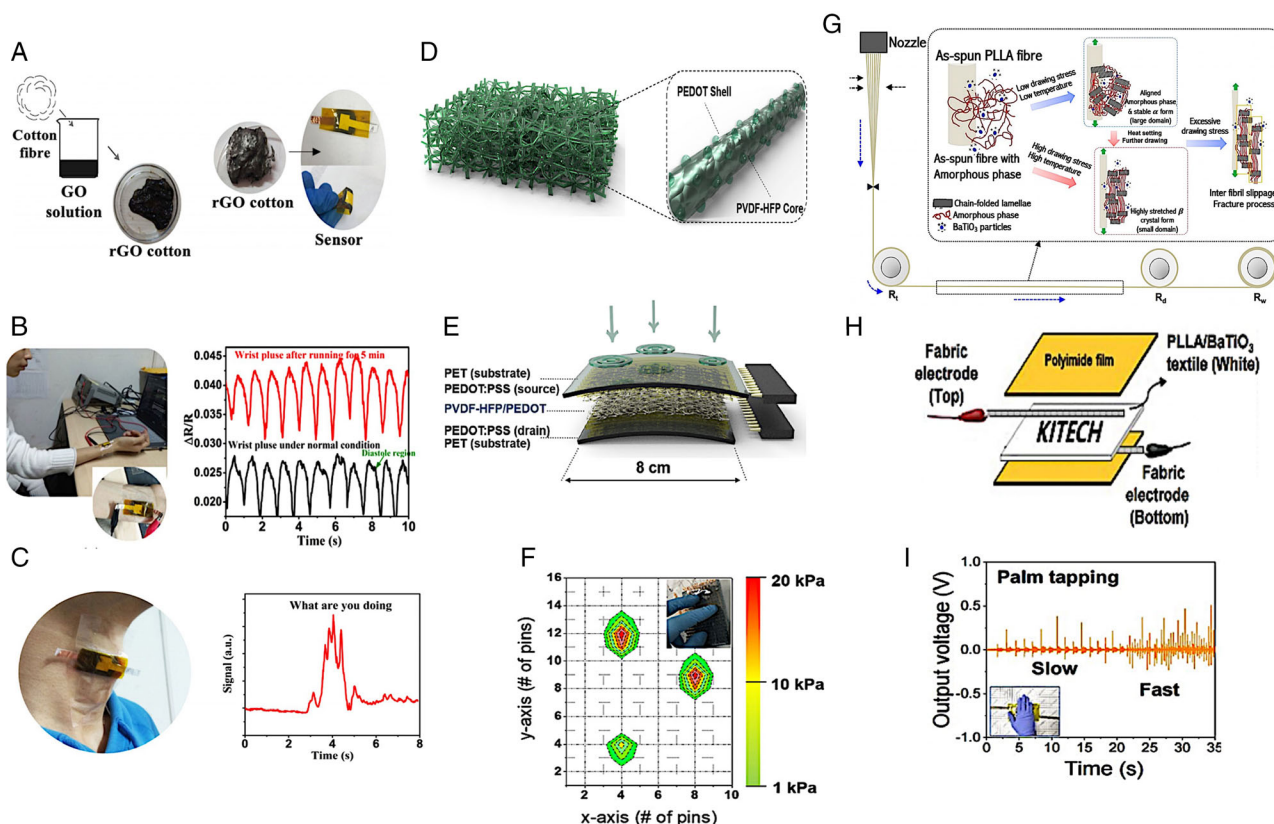 A
Cotton
fibre
GO
solution
rGO cotton
rGO cotton
Sensor
B
Wrist pluse after running for 5 min
Wrist pluse under normal condition
Diastole region
ΔR/R
0.045
0.040
0.035
0.030
0.025
0.020
0 2 4 6 8 10
Time (s)
C
What are you doing
Signal (a.u.)
0 2 4 6 8
Time (s)
D
PEDOT Shell
PVDF-HFP Core
E
PET (substrate)
PEDOT:PSS (source)
PVDF-HFP/PEDOT
PEDOT:PSS (drain)
PET (substrate)
8 cm
F
y-axis (# of pins)
16
14
12
10
8
6
4
2
2 4 6 8 10
x-axis (# of pins)
20 kPa
10 kPa
1 kPa
G
Nozzle
As-spun PLLA fibre
As-spun fibre with
Amorphous phase
Low drawing stress
Low temperature
High drawing stress
High temperature
Aligned
Amorphous phase,
& stable α form
(large domain)
Heat setting
Further drawing
Highly stretched β
crystal form
(small domain)
Excessive
drawing stress
Inter fibril slippage
Fracture process
Chain-folded lamellae
Amorphous phase
BaTiO3 particles
Rt
Rd
Rw
H
Fabric
electrode
(Top)
Polyimide film
PLLA/BaTiO3
textile (White)
KITECH
Fabric
electrode
(Bottom)
I
Palm tapping
Slow
Fast
Output voltage (V)
1.0
0.5
0.0
-0.5
-1.0
0 5 10 15 20 25 30 35
Time (s)